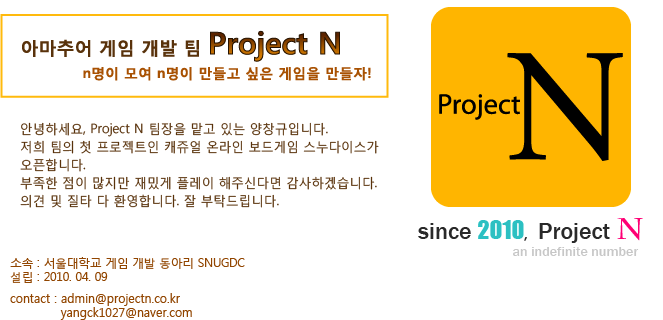 아마추어 게임 개발 팀 Project N
n명이 모여 n명이 만들고 싶은 게임을 만들자!
안녕하세요, Project N 팀장을 맡고 있는 양창규입니다.
저희 팀의 첫 프로젝트인 캐쥬얼 온라인 보드게임 스누다이스가
오픈합니다.
부족한 점이 많지만 재밌게 플레이 해주신다면 감사하겠습니다.
의견 및 질타 다 환영합니다. 잘 부탁드립니다.
소속 : 서울대학교 게임 개발 동아리 SNUGDC
설립 : 2010. 04. 09
contact : admin@projectn.co.kr
yangck1027@naver.com
Project N
since 2010, Project N
an indefinite number